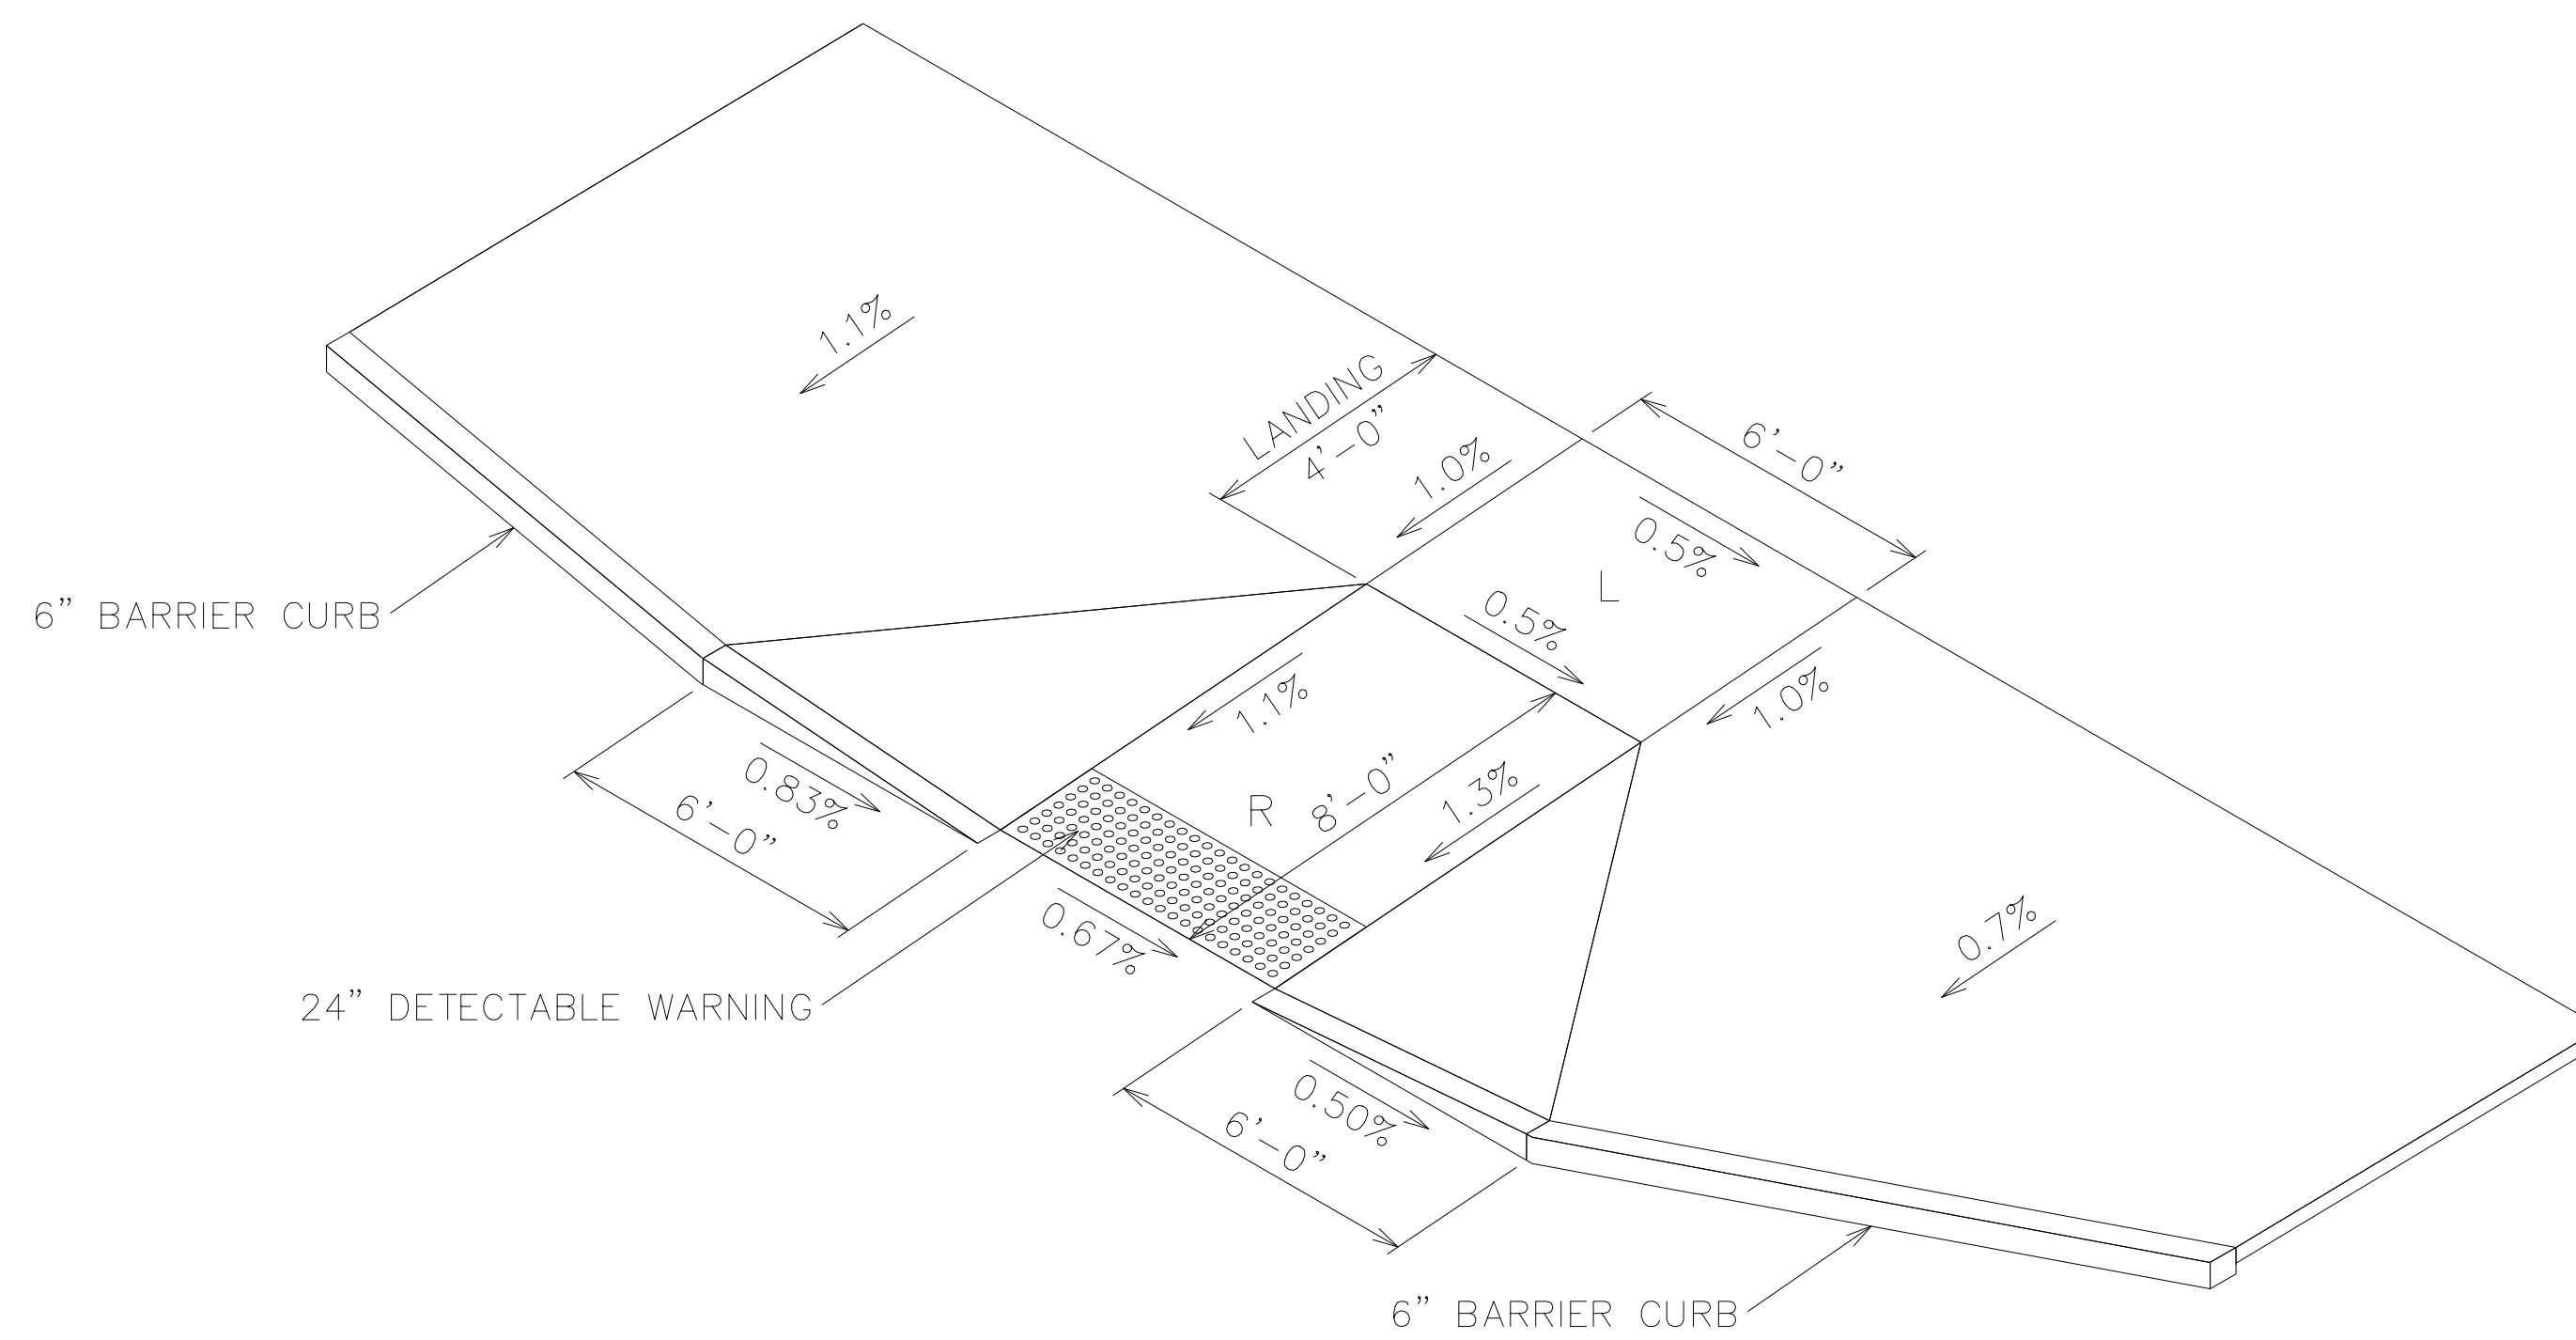 1.1%
LANDING
4'-0"
1.0%
6'-0"
0.5%
L
0.5%
6" BARRIER CURB
1.1%
1.0%
0.83%
6'-0"
R
8'-0"
1.3%
0.67%
24" DETECTABLE WARNING
0.7%
0.50%
6'-0"
6" BARRIER CURB